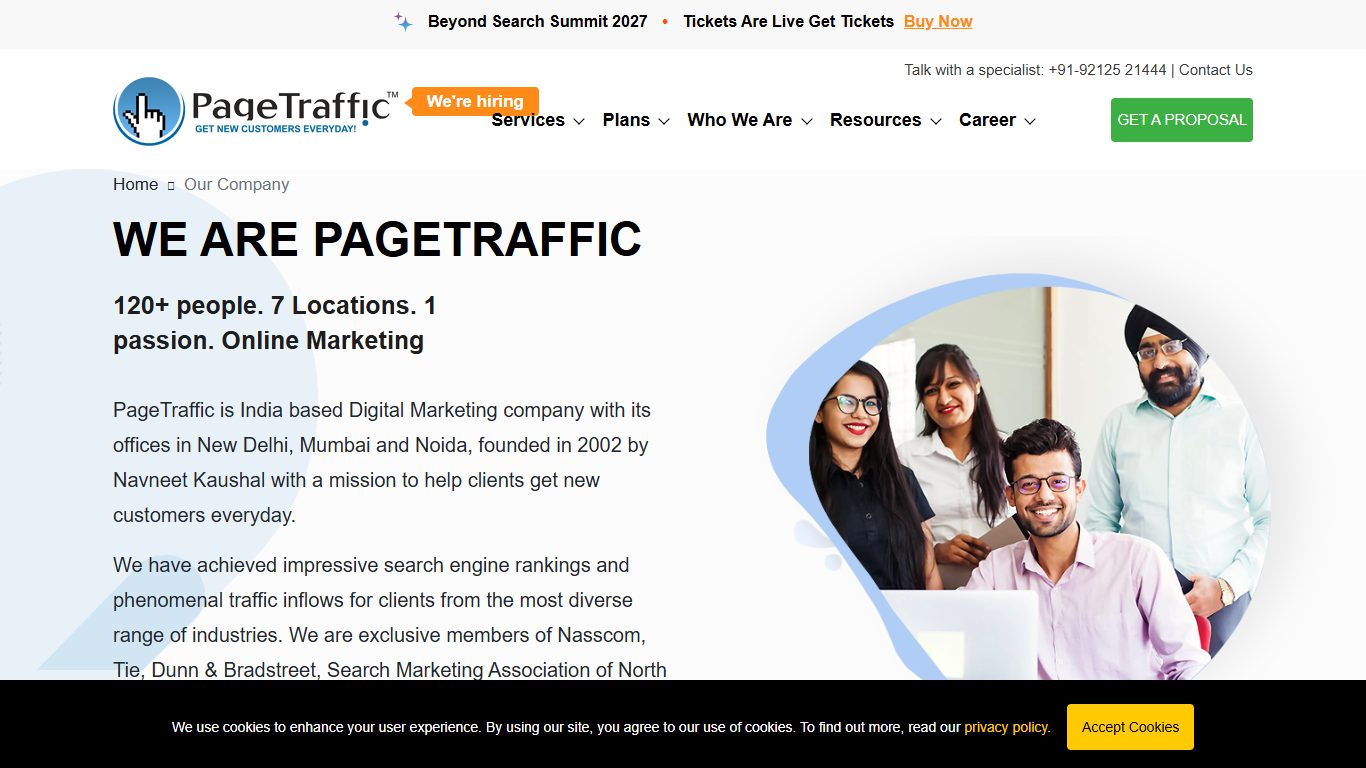 Beyond Search Summit 2027 • Tickets Are Live Get Tickets Buy Now
Talk with a specialist: +91-92125 21444 | Contact Us
PageTraffic™
GET NEW CUSTOMERS EVERYDAY!
We're hiring
Services Plans Who We Are Resources Career
GET A PROPOSAL
Home Our Company
WE ARE PAGETRAFFIC
120+ people. 7 Locations. 1
passion. Online Marketing
PageTraffic is India based Digital Marketing company with its
offices in New Delhi, Mumbai and Noida, founded in 2002 by
Navneet Kaushal with a mission to help clients get new
customers everyday.
We have achieved impressive search engine rankings and
phenomenal traffic inflows for clients from the most diverse
range of industries. We are exclusive members of Nasscom,
Tie, Dunn & Bradstreet, Search Marketing Association of North
We use cookies to enhance your user experience. By using our site, you agree to our use of cookies. To find out more, read our privacy policy.
Accept Cookies